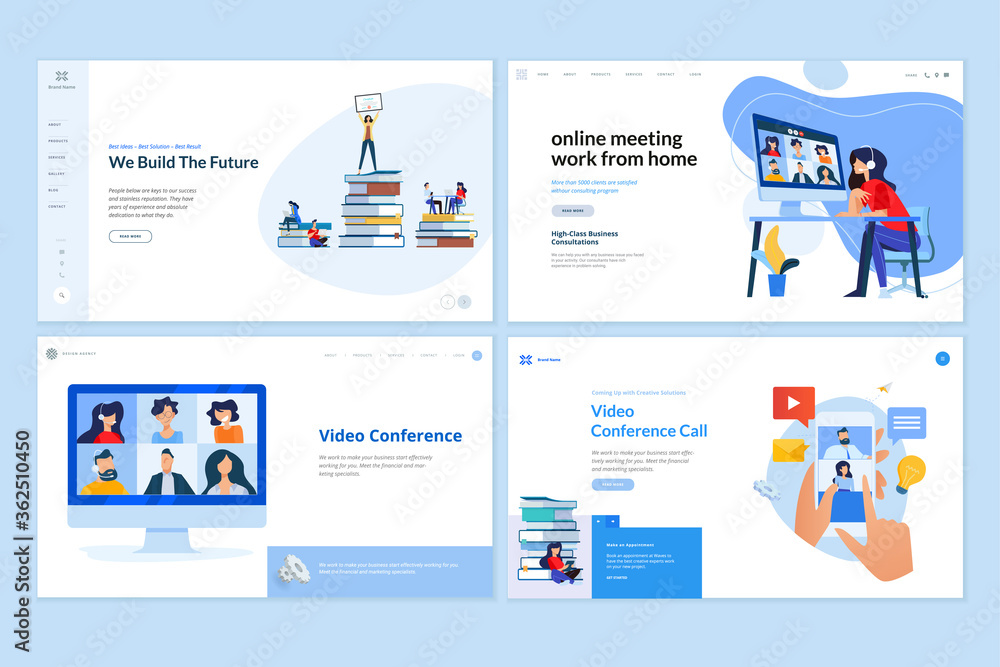 Brand Name
ABOUT
PRODUCTS
SERVICES
GALLERY
BLOG
CONTACT
Best Ideas – Best Solution – Best Result
We Build The Future
People below are keys to our success
and stainless reputation. They have
years of experience and absolute
dedication to what they do.
READ MORE
HOME ABOUT PRODUCTS SERVICES CONTACT LOGIN
SHARE
online meeting
work from home
More than 5000 clients are satisfied
without consulting program
READ MORE
High-Class Business
Consultations
We can help you with any business issue you faced
in your activity. Our consultants have rich
experience in problem solving.
DESIGN AGENCY
ABOUT | PRODUCTS | SERVICES | CONTACT | LOGIN
Video Conference
We work to make your business start effectively
working for you. Meet the financial and mar-
keting specialists.
We work to make your business start effectively working for you.
Meet the financial and marketing specialists.
Brand Name
Coming Up with Creative Solutions
Video
Conference Call
We work to make your business start effectively
working for you. Meet the financial
and marketing specialists.
READ MORE
Make an Appointment
Book an appointment at Waveo to
have the best creative experts work
on your new project.
GET STARTED
Adobe Stock | #362510450
Adobe Stock